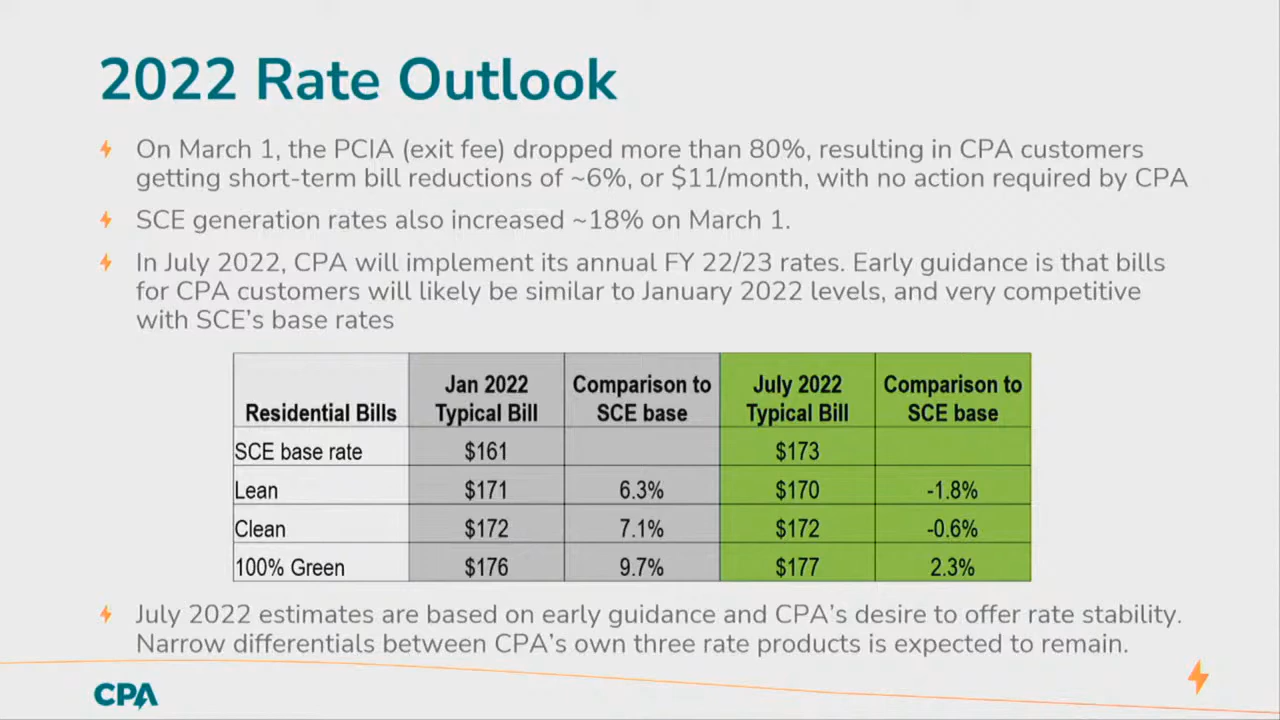 2022 Rate Outlook
On March 1, the PCIA (exit fee) dropped more than 80%, resulting in CPA customers
getting short-term bill reductions of ~6%, or $11/month, with no action required by CPA
SCE generation rates also increased ~18% on March 1.
In July 2022, CPA will implement its annual FY 22/23 rates. Early guidance is that bills
for CPA customers will likely be similar to January 2022 levels, and very competitive
with SCE's base rates
Jan 2022 Comparison to July 2022 Comparison to
Residential Bills Typical Bill SCE base Typical Bill SCE base
SCE base rate $161 $173
Lean $171 6.3% $170 -1.8%
Clean $172 7.1% $172 -0.6%
100% Green $176 9.7% $177 2.3%
July 2022 estimates are based on early guidance and CPA's desire to offer rate stability.
Narrow differentials between CPA's own three rate products is expected to remain.
CPA